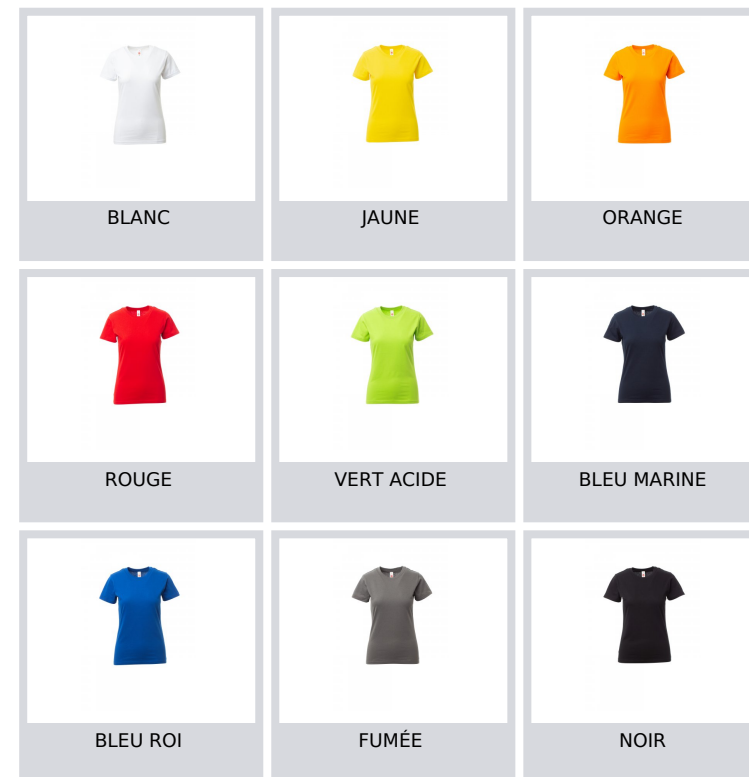 BLANC
JAUNE
ORANGE
ROUGE
VERT ACIDE
BLEU MARINE
BLEU ROI
FUMÉE
NOIR